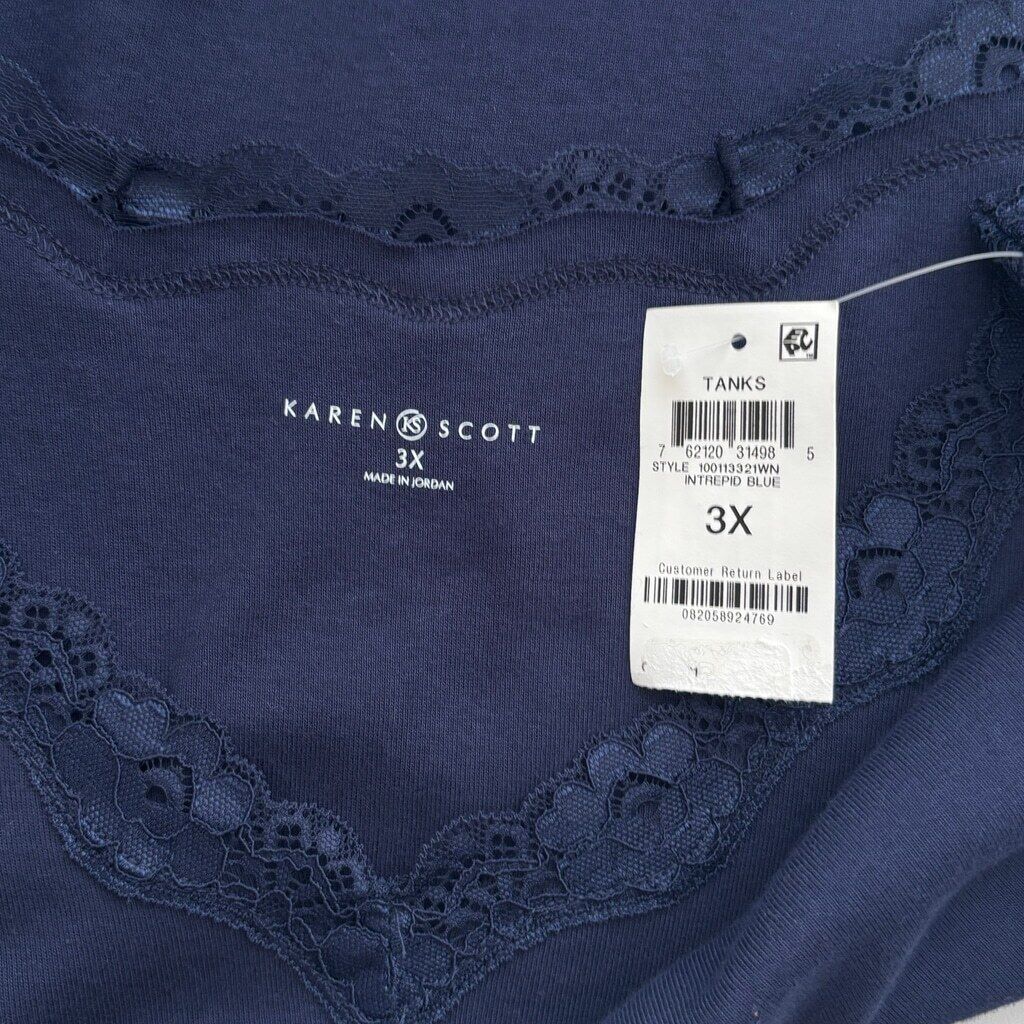 KAREN KS SCOTT
3X
MADE IN JORDAN
EPC
TANKS
7 62120 31498 5
STYLE 100113321WN
INTREPID BLUE
3X
Customer Return Label
082058924769